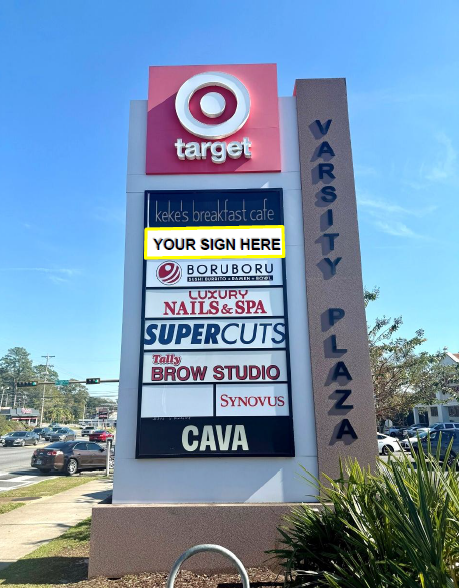 target
keke's breakfast cafe
YOUR SIGN HERE
BORUBORU
SUSHI BURRITO • RAMEN • BOWL
LUXURY
NAILS & SPA
SUPERCUTS
Tally
BROW STUDIO
SYNOVUS
CAVA
VARSITY PLAZA